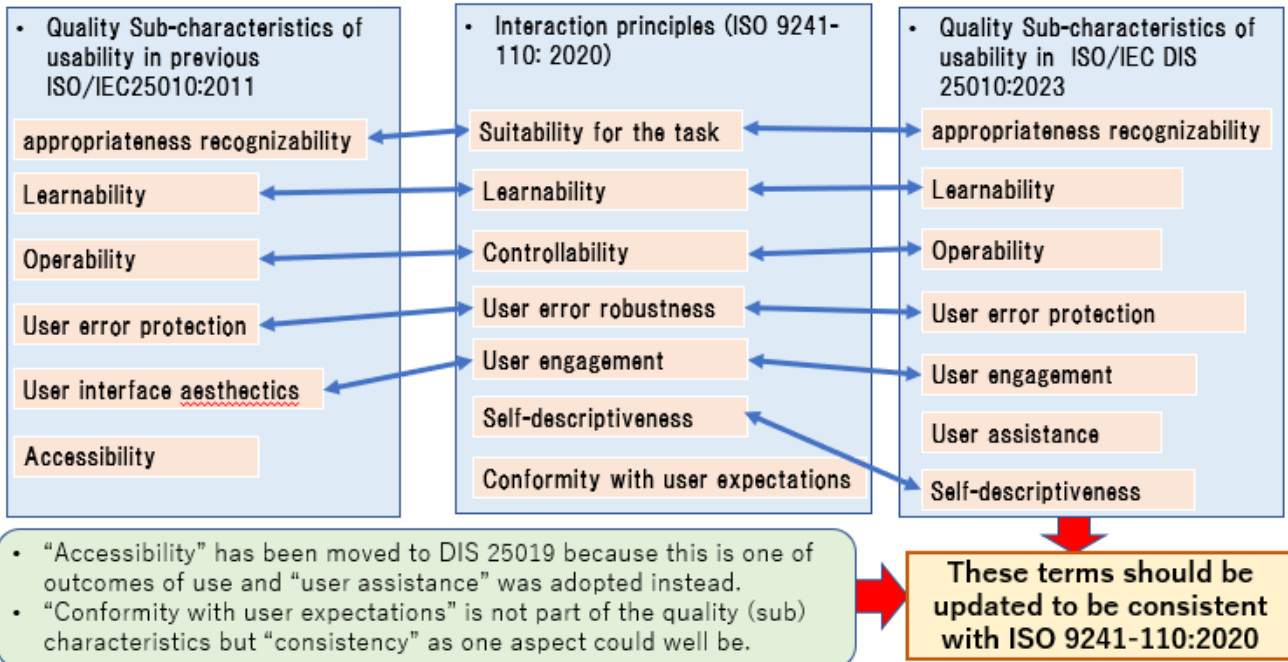 • Quality Sub-characteristics of
usability in previous
ISO/IEC25010:2011
appropriateness recognizability
Learnability
Operability
User error protection
User interface aesthectics
Accessibility
• Interaction principles (ISO 9241-
110: 2020)
Suitability for the task
Learnability
Controllability
User error robustness
User engagement
Self-descriptiveness
Conformity with user expectations
• Quality Sub-characteristics of
usability in ISO/IEC DIS
25010:2023
appropriateness recognizability
Learnability
Operability
User error protection
User engagement
User assistance
Self-descriptiveness
• “Accessibility” has been moved to DIS 25019 because this is one of
outcomes of use and “user assistance” was adopted instead.
• “Conformity with user expectations” is not part of the quality (sub)
characteristics but “consistency” as one aspect could well be.
These terms should be
updated to be consistent
with ISO 9241-110:2020